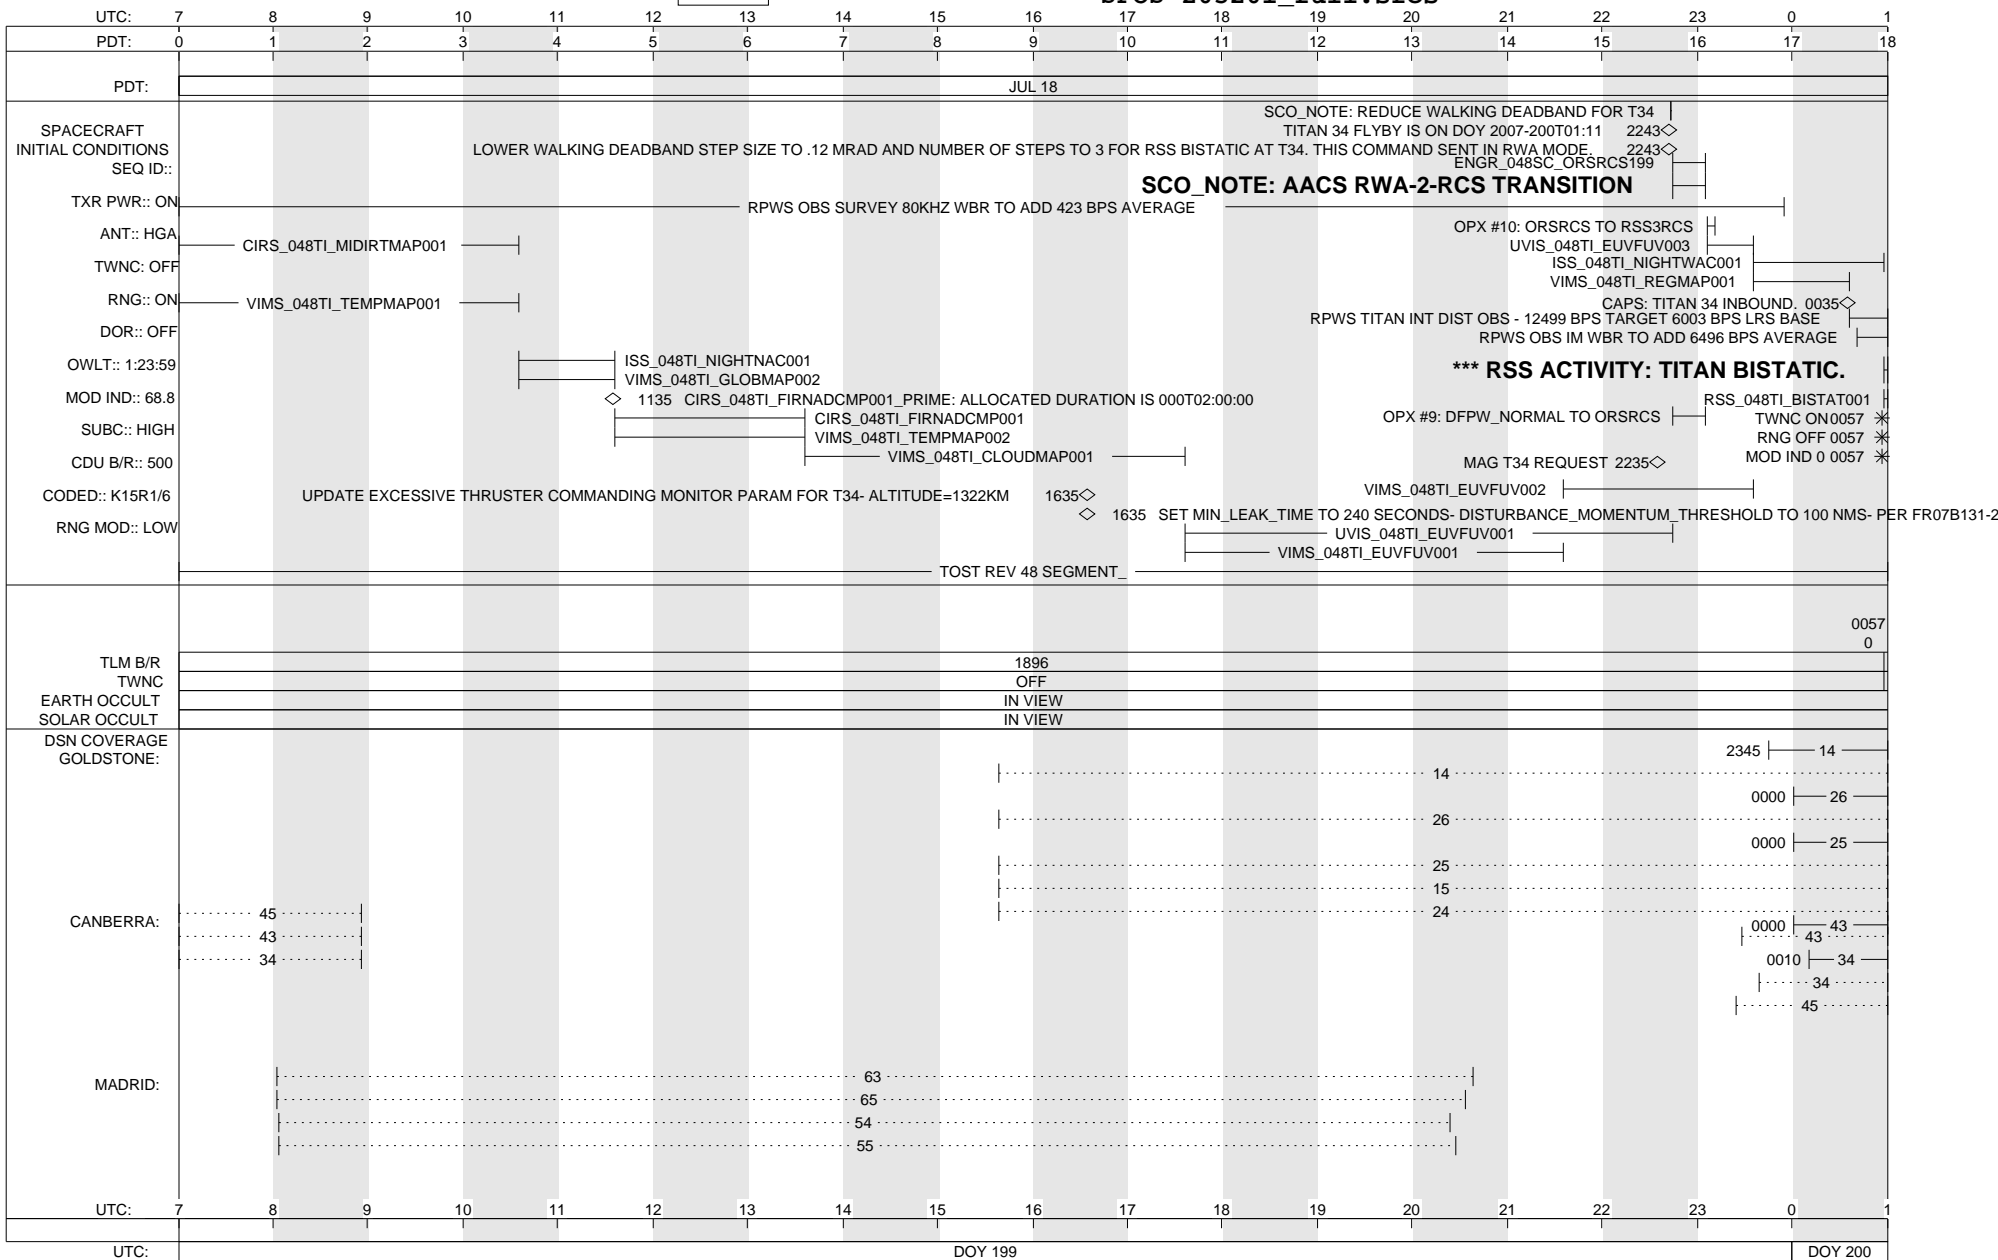 UTC: 7 8 9 10 11 12 13 14 15 16 17 18 19 20 21 22 23 0 1
PDT: 0 1 2 3 4 5 6 7 8 9 10 11 12 13 14 15 16 17 18
PDT: JUL 18
SPACECRAFT
INITIAL CONDITIONS
SEQ ID::
TXR PWR:: ON
ANT:: HGA
TWNC: OFF
RNG:: ON
DOR:: OFF
OWLT:: 1:23:59
MOD IND:: 68.8
SUBC:: HIGH
CDU B/R:: 500
CODED:: K15R1/6
RNG MOD:: LOW
SCO_NOTE: REDUCE WALKING DEADBAND FOR T34
TITAN 34 FLYBY IS ON DOY 2007-200T01:11 2243
LOWER WALKING DEADBAND STEP SIZE TO .12 MRAD AND NUMBER OF STEPS TO 3 FOR RSS BISTATIC AT T34. THIS COMMAND SENT IN RWA MODE. 2243
ENGR_048SC_ORSRCS199
SCO_NOTE: AACS RWA-2-RCS TRANSITION
RPWS OBS SURVEY 80KHZ WBR TO ADD 423 BPS AVERAGE
OPX #10: ORSRCS TO RSS3RCS
CIRS_048TI_MIDIRTMAP001
UVIS_048TI_EUVFUV003
ISS_048TI_NIGHTWAC001
VIMS_048TI_REGMAP001
VIMS_048TI_TEMPMAP001
CAPS: TITAN 34 INBOUND. 0035
RPWS TITAN INT DIST OBS - 12499 BPS TARGET 6003 BPS LRS BASE
RPWS OBS IM WBR TO ADD 6496 BPS AVERAGE
ISS_048TI_NIGHTNAC001
*** RSS ACTIVITY: TITAN BISTATIC.
VIMS_048TI_GLOBMAP002
1135 CIRS_048TI_FIRNADCMP001_PRIME: ALLOCATED DURATION IS 000T02:00:00
RSS_048TI_BISTAT001
CIRS_048TI_FIRNADCMP001
OPX #9: DFPW_NORMAL TO ORSRCS
TWNC ON0057
VIMS_048TI_TEMPMAP002
RNG OFF 0057
VIMS_048TI_CLOUDMAP001
MOD IND 0 0057
MAG T34 REQUEST 2235
VIMS_048TI_EUVFUV002
UPDATE EXCESSIVE THRUSTER COMMANDING MONITOR PARAM FOR T34- ALTITUDE=1322KM 1635
1635 SET MIN_LEAK_TIME TO 240 SECONDS- DISTURBANCE_MOMENTUM_THRESHOLD TO 100 NMS- PER FR07B131-2
UVIS_048TI_EUVFUV001
VIMS_048TI_EUVFUV001
TOST REV 48 SEGMENT_
0057
0
TLM B/R 1896
TWNC OFF
EARTH OCCULT IN VIEW
SOLAR OCCULT IN VIEW
DSN COVERAGE
GOLDSTONE:
2345 14
14
0000 26
26
0000 25
25
15
24
CANBERRA:
45
43
34
0000 43
43
0010 34
34
45
MADRID:
63
65
54
55
UTC: 7 8 9 10 11 12 13 14 15 16 17 18 19 20 21 22 23 0 1
UTC: DOY 199 DOY 200